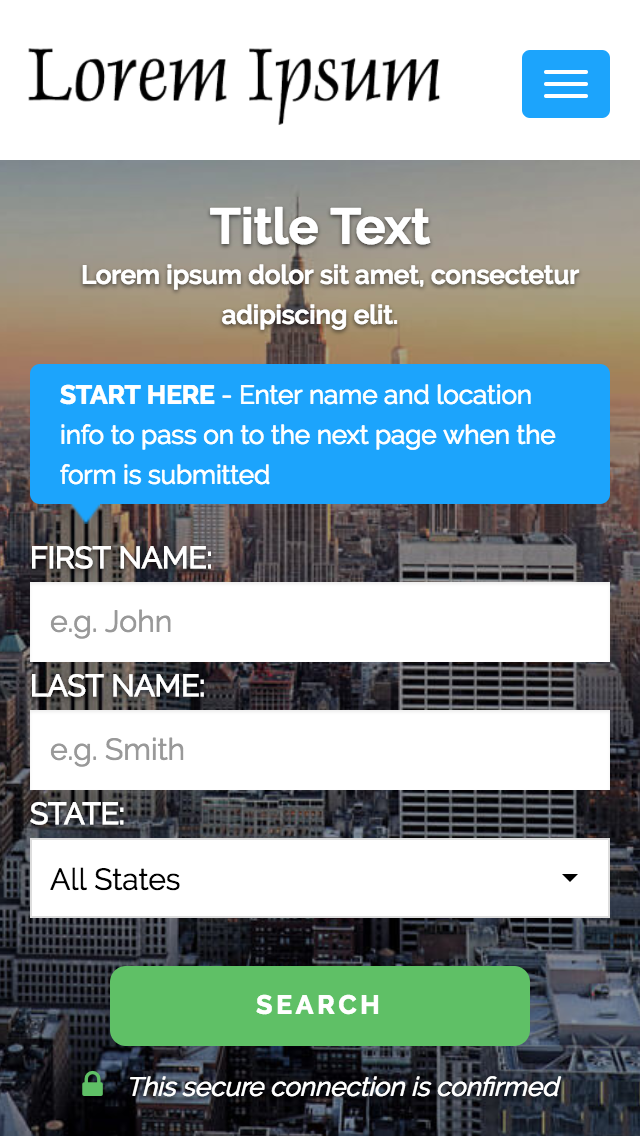 Lorem Ipsum
Title Text
Lorem ipsum dolor sit amet, consectetur
adipiscing elit.
START HERE - Enter name and location
info to pass on to the next page when the
form is submitted
FIRST NAME:
e.g. John
LAST NAME:
e.g. Smith
STATE:
All States
SEARCH
This secure connection is confirmed